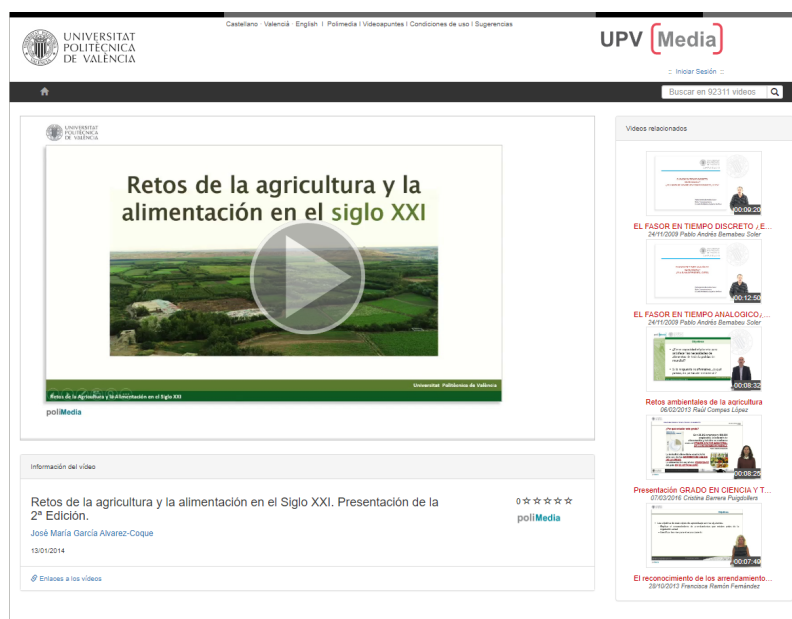 Castellano · Valencià · English I Polimedia I Videoapuntes I Condiciones de uso I Sugerencias
UNIVERSITAT
POLITÈCNICA
DE VALÈNCIA
UPV [Media]
:: Iniciar Sesión ::
Buscar en 92311 videos
UNIVERSITAT
POLITÈCNICA
DE VALÈNCIA
Retos de la agricultura y la
alimentación en el siglo XXI
Universitat Politècnica de València
Retos de la Agricultura y la Alimentación en el Siglo XXI
poliMedia
Información del vídeo
Retos de la agricultura y la alimentación en el Siglo XXI. Presentación de la
2ª Edición.
0
José María García Alvarez-Coque
poliMedia
13/01/2014
Enlaces a los vídeos
Videos relacionados
00:09:20
EL FASOR EN TIEMPO DISCRETO ¿E...
24/11/2009 Pablo Andrés Bernabeu Soler
00:12:50
EL FASOR EN TIEMPO ANALOGICO¿...
24/11/2009 Pablo Andrés Bernabeu Soler
00:08:32
Retos ambientales de la agricultura
06/02/2013 Raúl Compes López
00:08:25
Presentación GRADO EN CIENCIA Y T...
07/03/2016 Cristina Barrera Puigdollers
00:07:49
El reconocimiento de los arrendamiento...
28/10/2013 Francisca Ramón Fernández